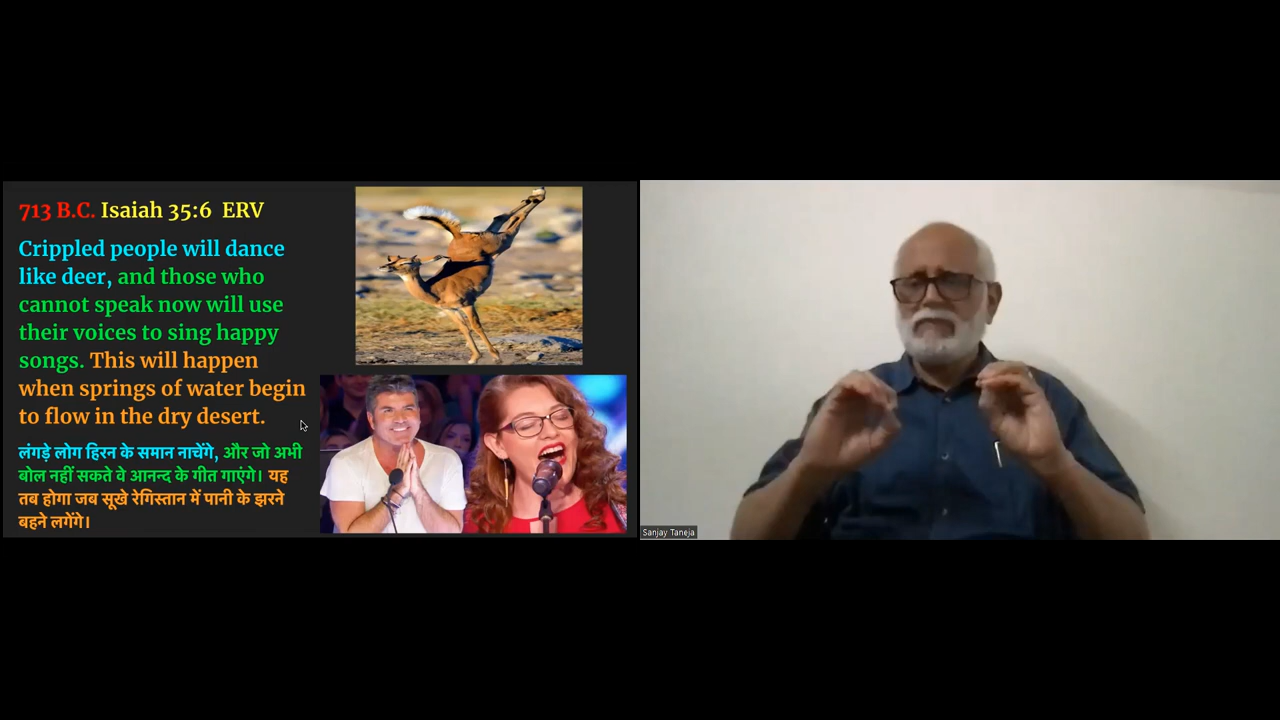 713 B.C. Isaiah 35:6 ERV
Crippled people will dance
like deer, and those who
cannot speak now will use
their voices to sing happy
songs. This will happen
when springs of water begin
to flow in the dry desert.
लंगड़े लोग हिरन के समान नाचेंगे, और जो अभी
बोल नहीं सकते वे आनन्द के गीत गाएंगे। यह
तब होगा जब सूखे रेगिस्तान में पानी के झरने
बहने लगेंगे।
Sanjay Taneja